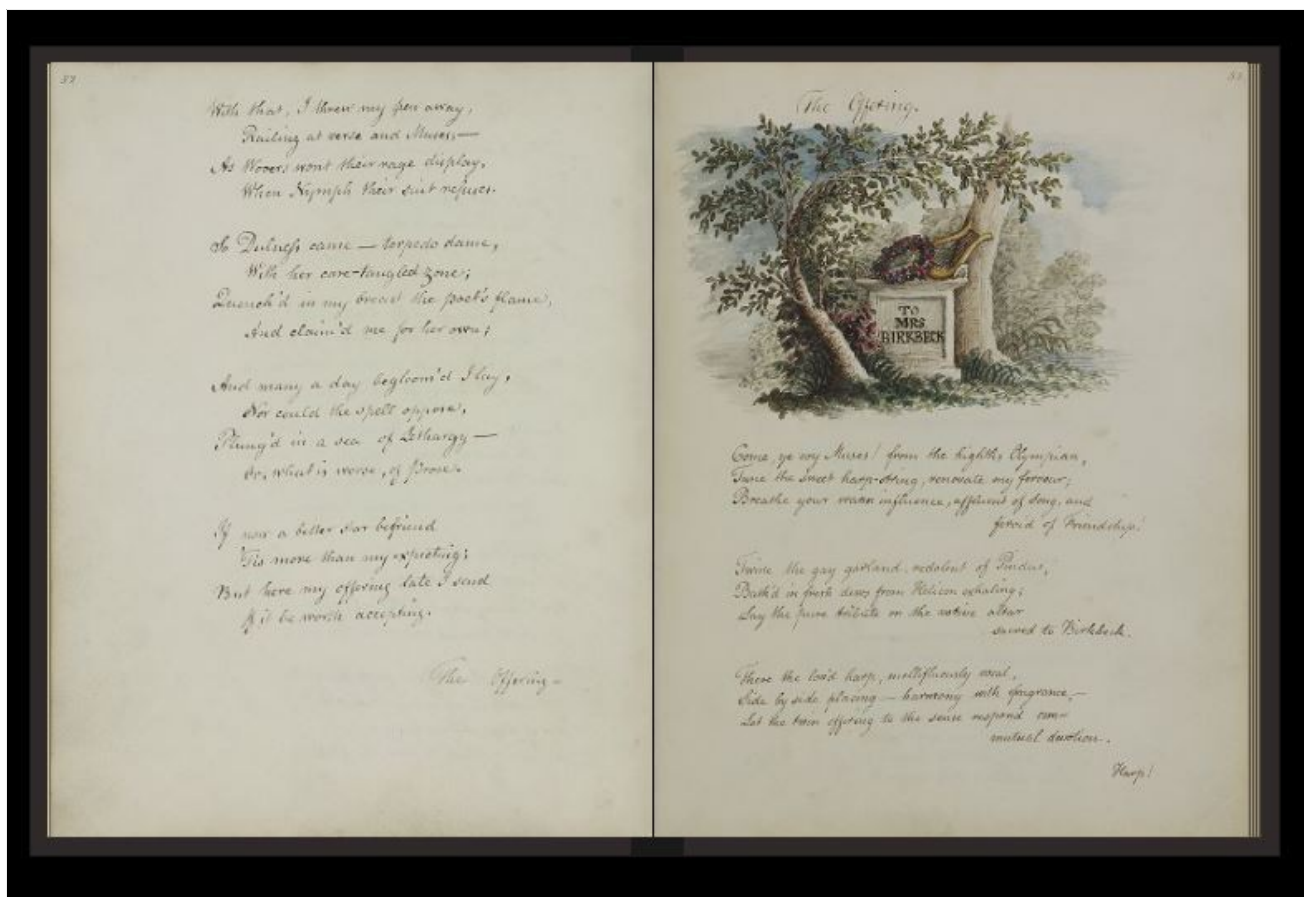 32
With that, I threw my pen away,
Railing at verse and Muses,—
As Wooers wont their rage display,
When Nymph their suit refuses.
So Dulness came — torpedo dame,
With her care-tangled zone;
Quench'd in my breast the poet's flame,
And claim'd me for her own;
And many a day begloom'd I lay,
Nor could the spell oppose,
Plung'd in a sea of Lethargy —
Or, what is worse, of Prose.
If now a better star befriend
'Tis more than my expecting;
But here my offering late I send
If it be worth accepting.
The Offering—
The Offering.
TO
MRS
BIRKBECK
Come, ye coy Muses! from the highths Olympian,
Tune the sweet harp-string, renovate my fervour;
Breathe your warm influence, affluent of song, and
fervid of Friendship!
Twine the gay garland, redolent of Pindus,
Bath'd in fresh dews from Helicon exhaling;
Lay the pure tribute on the votive altar
sacred to Birkbeck.
There the lov'd harp, mellifluously vocal,
Side by side placing — harmony with fragrance,—
Let the twin offering to the sense respond our
mutual devotion.
Harp!